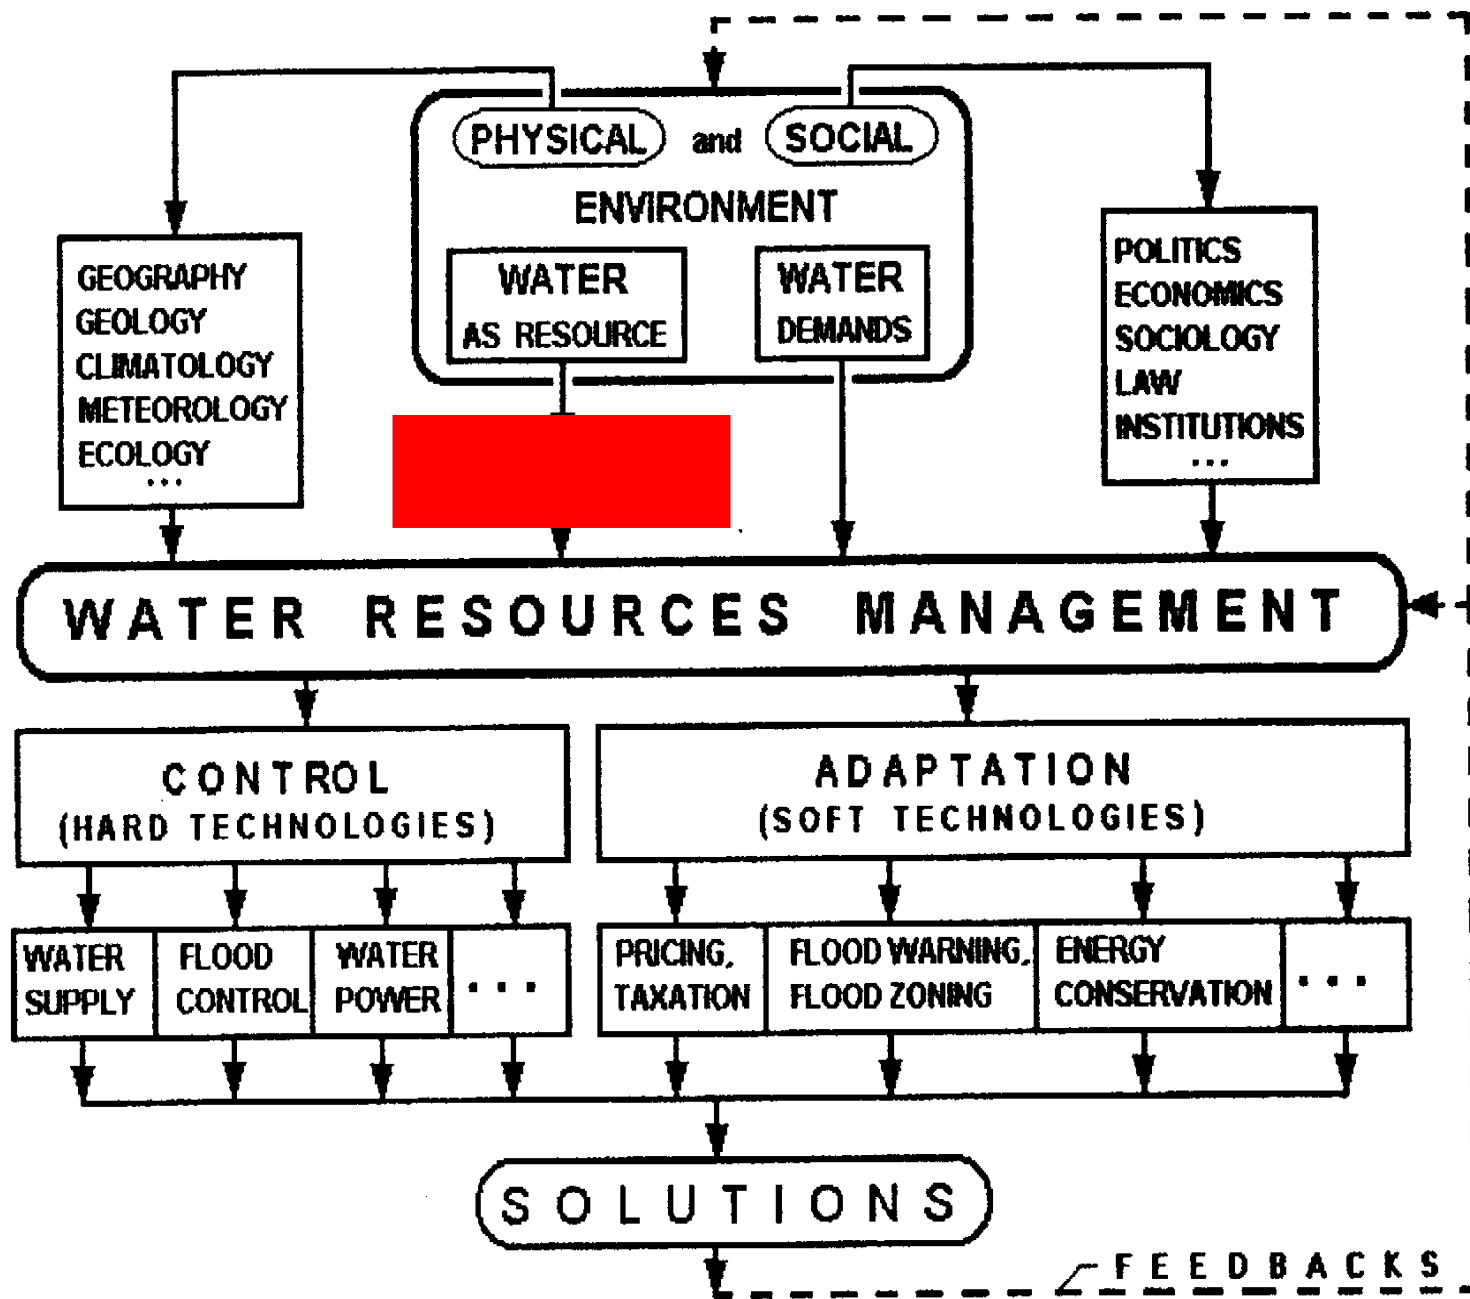 PHYSICAL and SOCIAL
ENVIRONMENT
WATER
AS RESOURCE
WATER
DEMANDS
GEOGRAPHY
GEOLOGY
CLIMATOLOGY
METEOROLOGY
ECOLOGY
...
POLITICS
ECONOMICS
SOCIOLOGY
LAW
INSTITUTIONS
...
WATER RESOURCES MANAGEMENT
CONTROL
(HARD TECHNOLOGIES)
ADAPTATION
(SOFT TECHNOLOGIES)
WATER
SUPPLY
FLOOD
CONTROL
WATER
POWER
...
PRICING,
TAXATION
FLOOD WARNING,
FLOOD ZONING
ENERGY
CONSERVATION
...
SOLUTIONS
FEEDBACKS